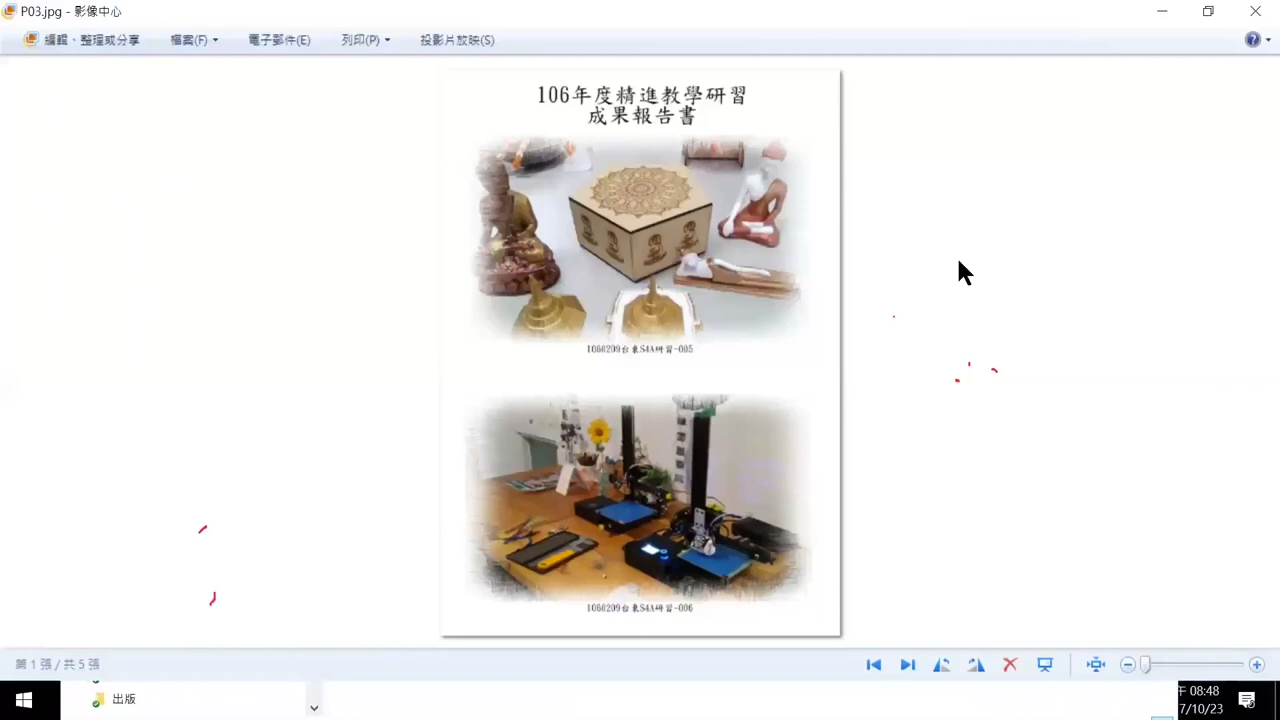 P03.jpg - 影像中心
編輯、整理或分享 檔案(F) 電子郵件(E) 列印(P) 投影片放映(S)
106年度精進教學研習
成果報告書
1060209台東S4A研習-005
1060209台東S4A研習-006
第 1 張 / 共 5 張
出版
午 08:48
7/10/23